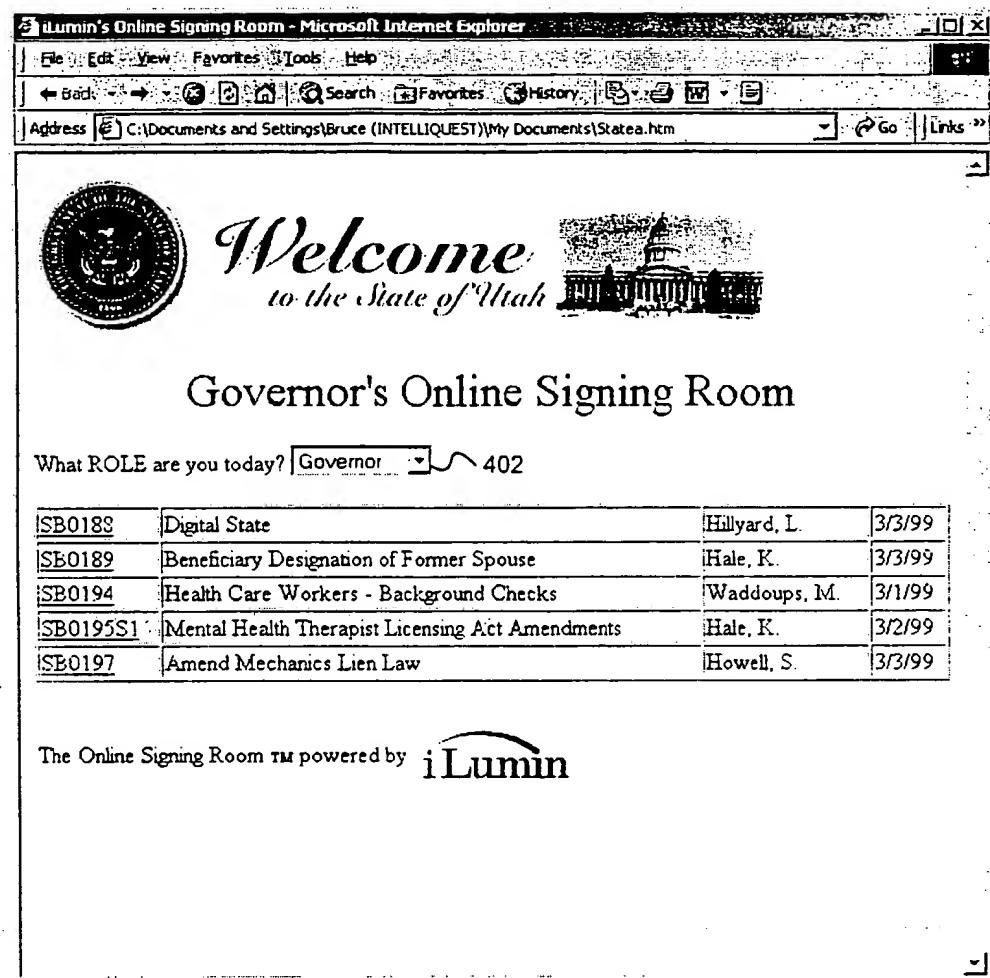 iLumin's Online Signing Room - Microsoft Internet Explorer
File Edit View Favorites Tools Help
Back Search Favorites History
Address C:\Documents and Settings\Bruce (INTELLIQUEST)\My Documents\Statea.htm Go Links »
Welcome
to the State of Utah
Governor's Online Signing Room
What ROLE are you today? Governor 402
SB0188 Digital State Hillyard, L. 3/3/99
SB0189 Beneficiary Designation of Former Spouse Hale, K. 3/3/99
SB0194 Health Care Workers - Background Checks Waddoups, M. 3/1/99
SB0195S1 Mental Health Therapist Licensing Act Amendments Hale, K. 3/2/99
SB0197 Amend Mechanics Lien Law Howell, S. 3/3/99
The Online Signing Room TM powered by iLumin